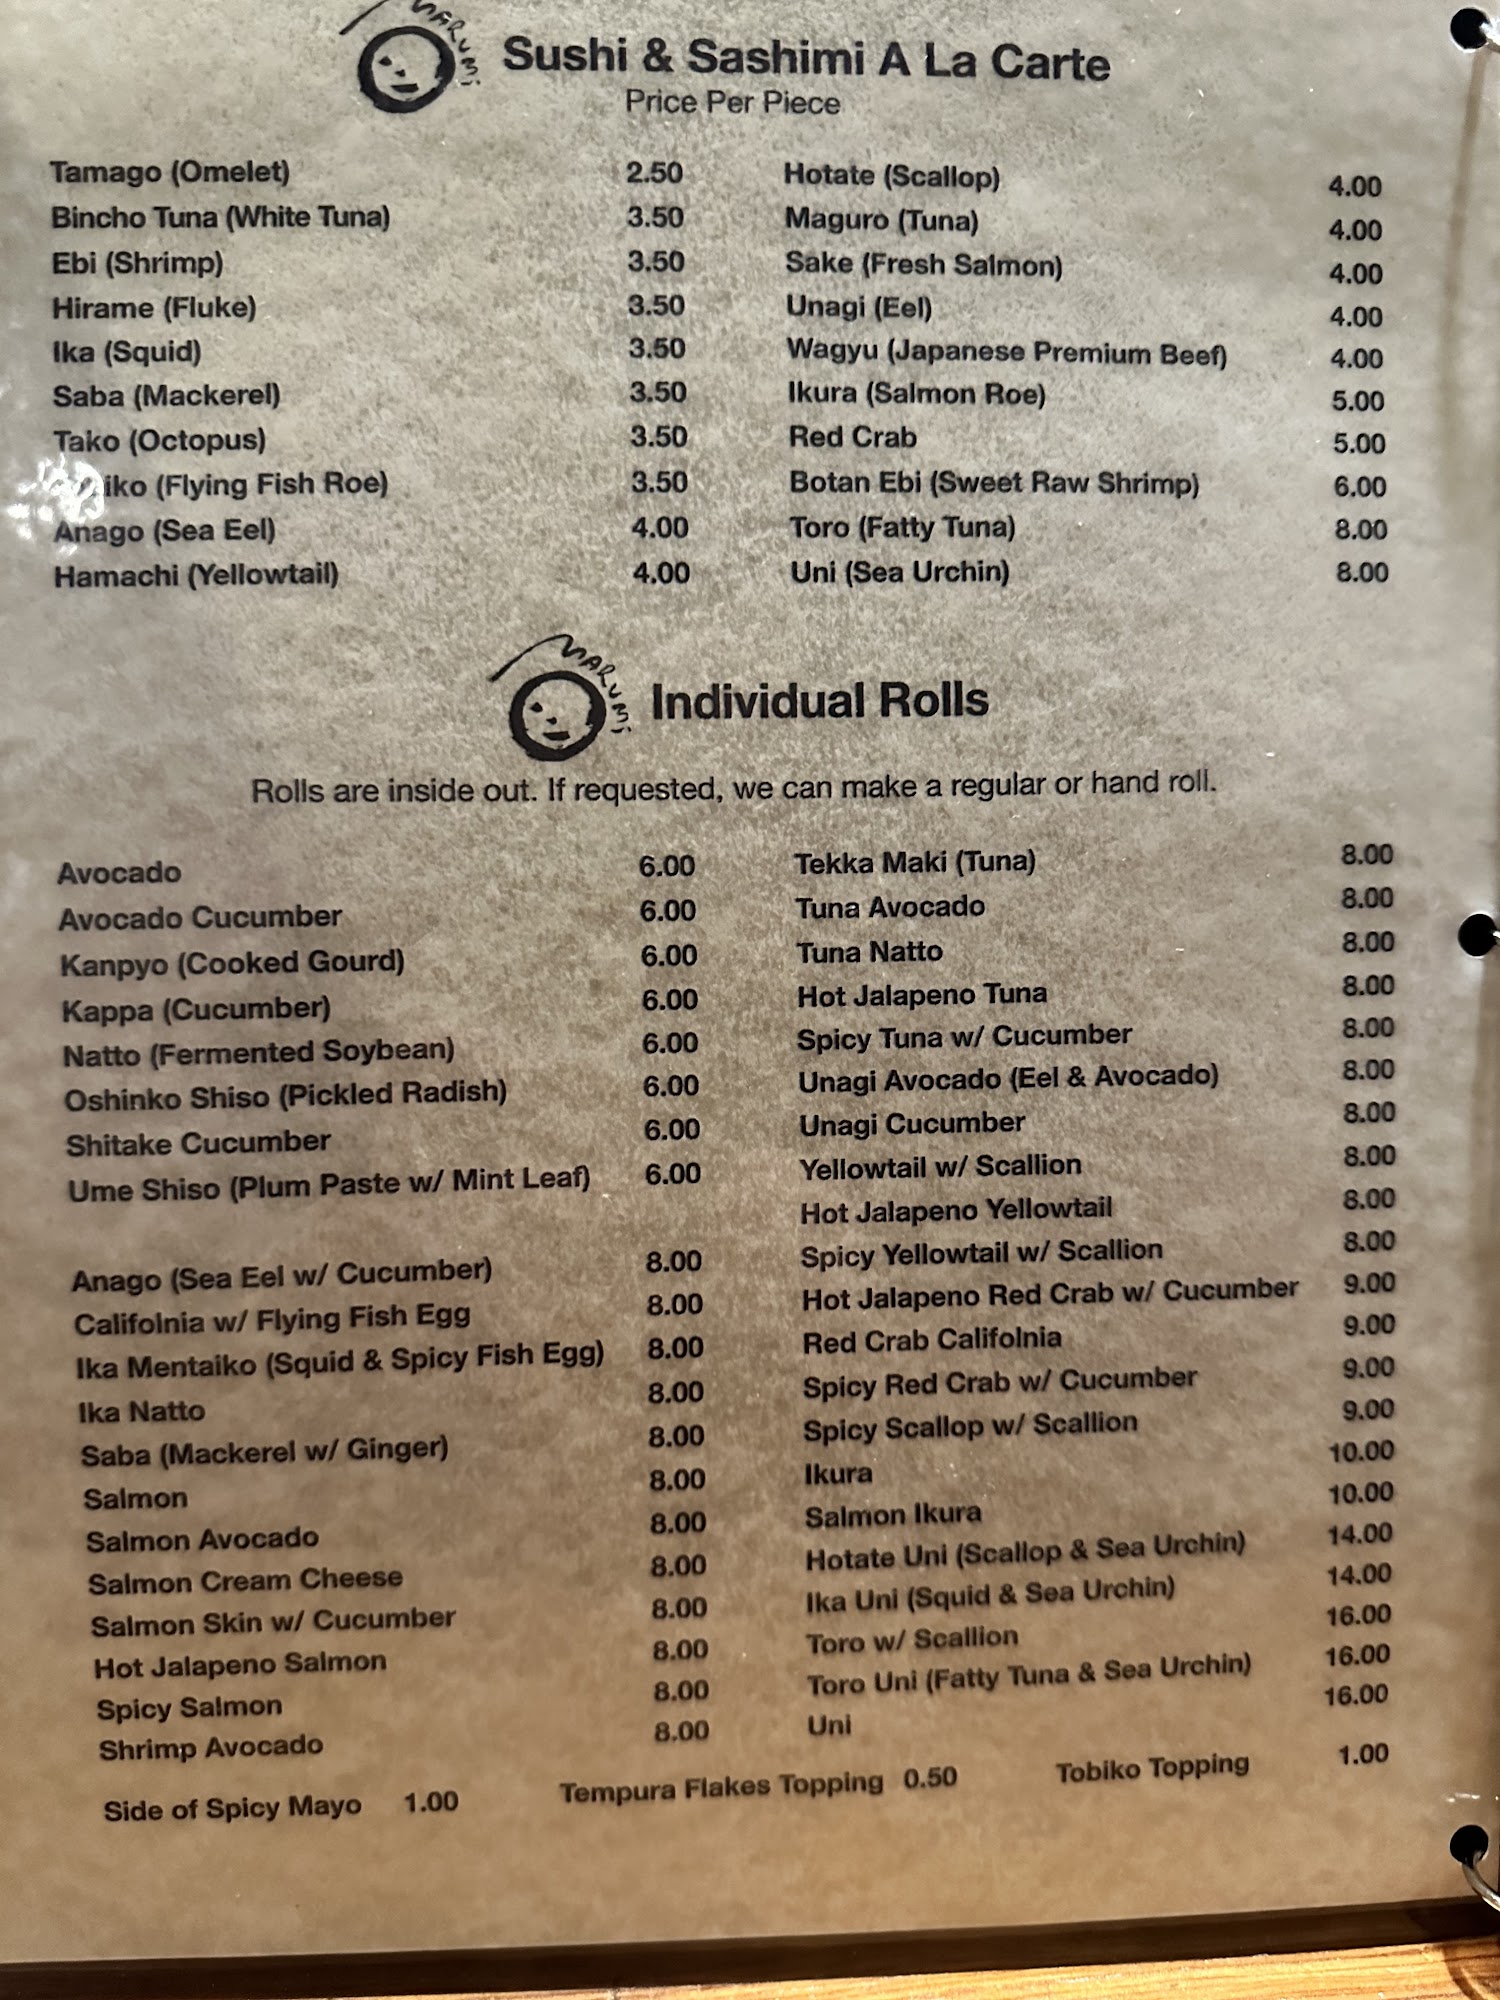 MARUMi
Sushi & Sashimi A La Carte
Price Per Piece
Tamago (Omelet) 2.50
Bincho Tuna (White Tuna) 3.50
Ebi (Shrimp) 3.50
Hirame (Fluke) 3.50
Ika (Squid) 3.50
Saba (Mackerel) 3.50
Tako (Octopus) 3.50
iko (Flying Fish Roe) 3.50
Anago (Sea Eel) 4.00
Hamachi (Yellowtail) 4.00
Hotate (Scallop) 4.00
Maguro (Tuna) 4.00
Sake (Fresh Salmon) 4.00
Unagi (Eel) 4.00
Wagyu (Japanese Premium Beef) 4.00
Ikura (Salmon Roe) 5.00
Red Crab 5.00
Botan Ebi (Sweet Raw Shrimp) 6.00
Toro (Fatty Tuna) 8.00
Uni (Sea Urchin) 8.00
MARUMi
Individual Rolls
Rolls are inside out. If requested, we can make a regular or hand roll.
Avocado 6.00
Avocado Cucumber 6.00
Kanpyo (Cooked Gourd) 6.00
Kappa (Cucumber) 6.00
Natto (Fermented Soybean) 6.00
Oshinko Shiso (Pickled Radish) 6.00
Shitake Cucumber 6.00
Ume Shiso (Plum Paste w/ Mint Leaf) 6.00
Anago (Sea Eel w/ Cucumber) 8.00
Califolnia w/ Flying Fish Egg 8.00
Ika Mentaiko (Squid & Spicy Fish Egg) 8.00
Ika Natto 8.00
Saba (Mackerel w/ Ginger) 8.00
Salmon 8.00
Salmon Avocado 8.00
Salmon Cream Cheese 8.00
Salmon Skin w/ Cucumber 8.00
Hot Jalapeno Salmon 8.00
Spicy Salmon 8.00
Shrimp Avocado 8.00
Tekka Maki (Tuna) 8.00
Tuna Avocado 8.00
Tuna Natto 8.00
Hot Jalapeno Tuna 8.00
Spicy Tuna w/ Cucumber 8.00
Unagi Avocado (Eel & Avocado) 8.00
Unagi Cucumber 8.00
Yellowtail w/ Scallion 8.00
Hot Jalapeno Yellowtail 8.00
Spicy Yellowtail w/ Scallion 8.00
Hot Jalapeno Red Crab w/ Cucumber 9.00
Red Crab Califolnia 9.00
Spicy Red Crab w/ Cucumber 9.00
Spicy Scallop w/ Scallion 9.00
Ikura 10.00
Salmon Ikura 10.00
Hotate Uni (Scallop & Sea Urchin) 14.00
Ika Uni (Squid & Sea Urchin) 14.00
Toro w/ Scallion 16.00
Toro Uni (Fatty Tuna & Sea Urchin) 16.00
Uni 16.00
Side of Spicy Mayo 1.00 Tempura Flakes Topping 0.50 Tobiko Topping 1.00